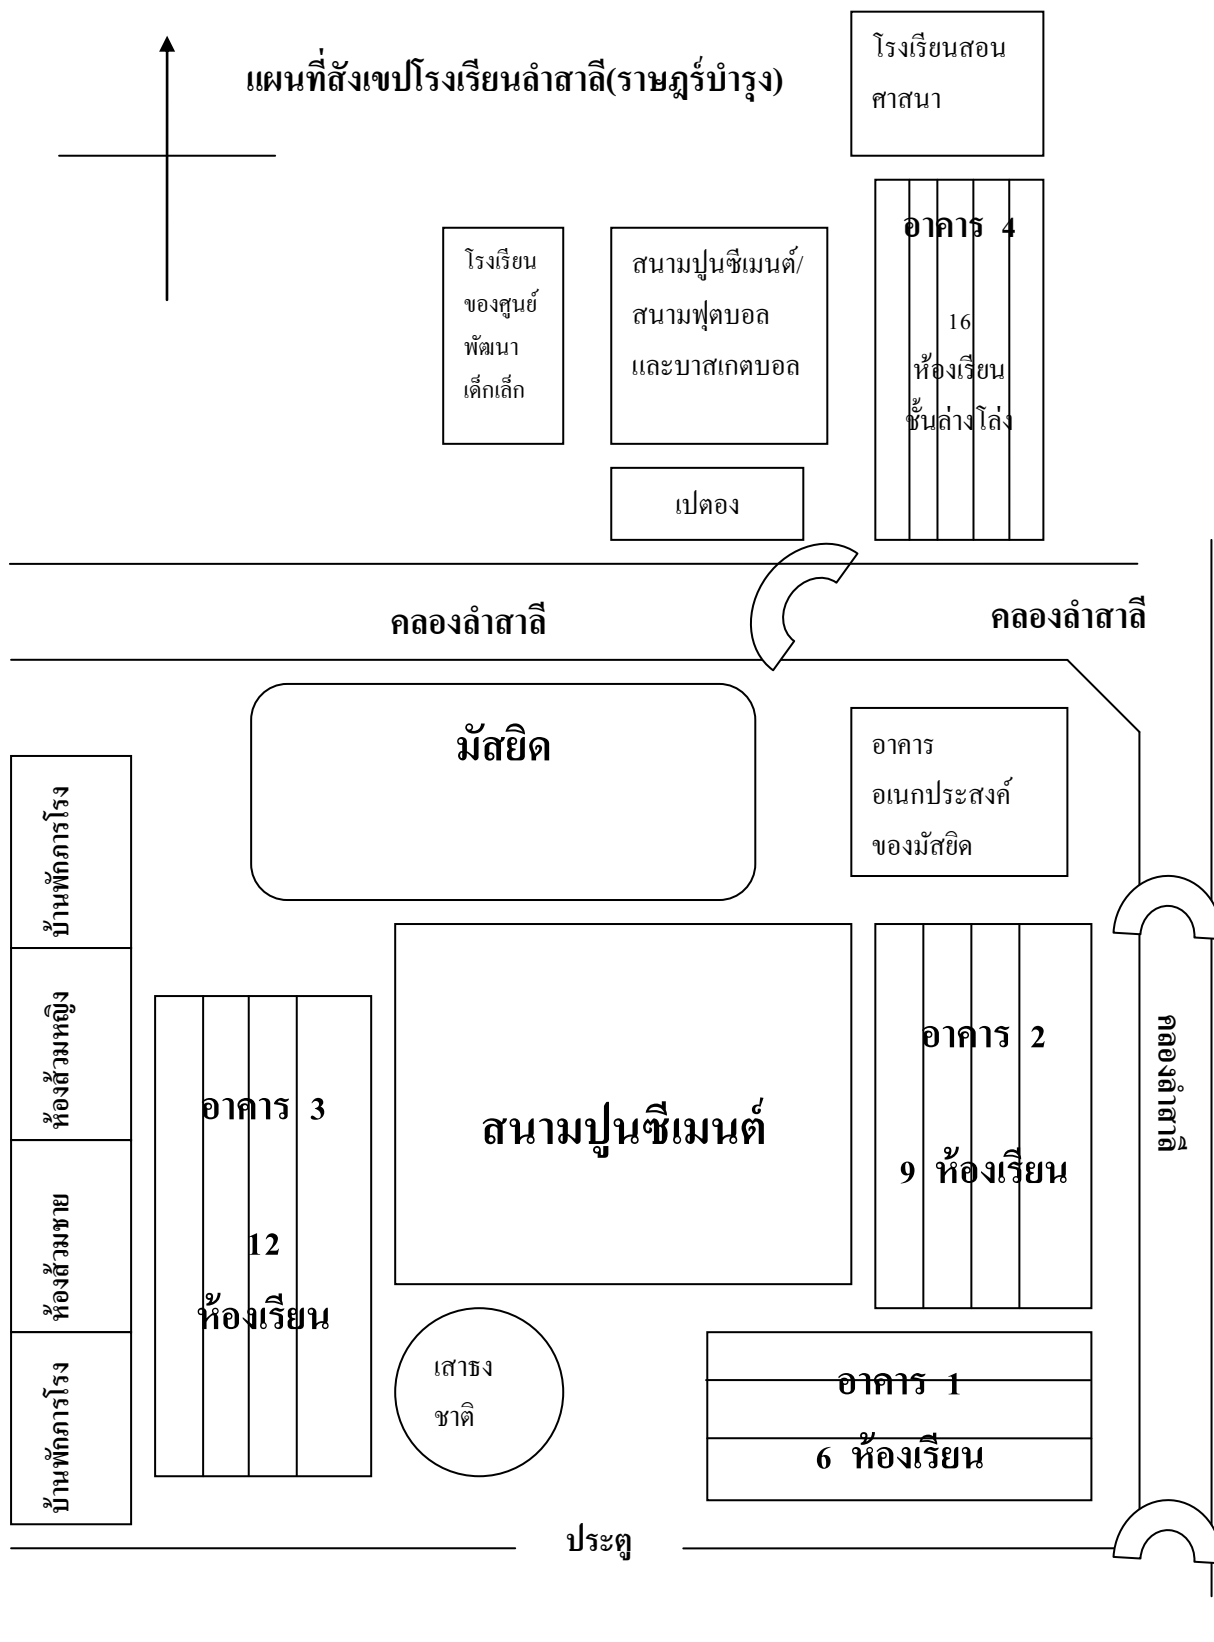 แผนที่สังเขปโรงเรียนลำสาลี(ราษฎร์บำรุง)
โรงเรียนสอน
ศาสนา
อาคาร 4
16
ห้องเรียน
ชั้นล่างโล่ง
โรงเรียน
ของศูนย์
พัฒนา
เด็กเล็ก
สนามปูนซีเมนต์/
สนามฟุตบอล
และบาสเกตบอล
เปตอง
คลองลำสาลี
คลองลำสาลี
มัสยิด
อาคาร
อเนกประสงค์
ของมัสยิด
บ้านพักภารโรง
ห้องส้วมหญิง
ห้องส้วมชาย
บ้านพักภารโรง
อาคาร 3
12
ห้องเรียน
สนามปูนซีเมนต์
อาคาร 2
9 ห้องเรียน
คลองลำสาลี
เสาธง
ชาติ
อาคาร 1
6 ห้องเรียน
ประตู